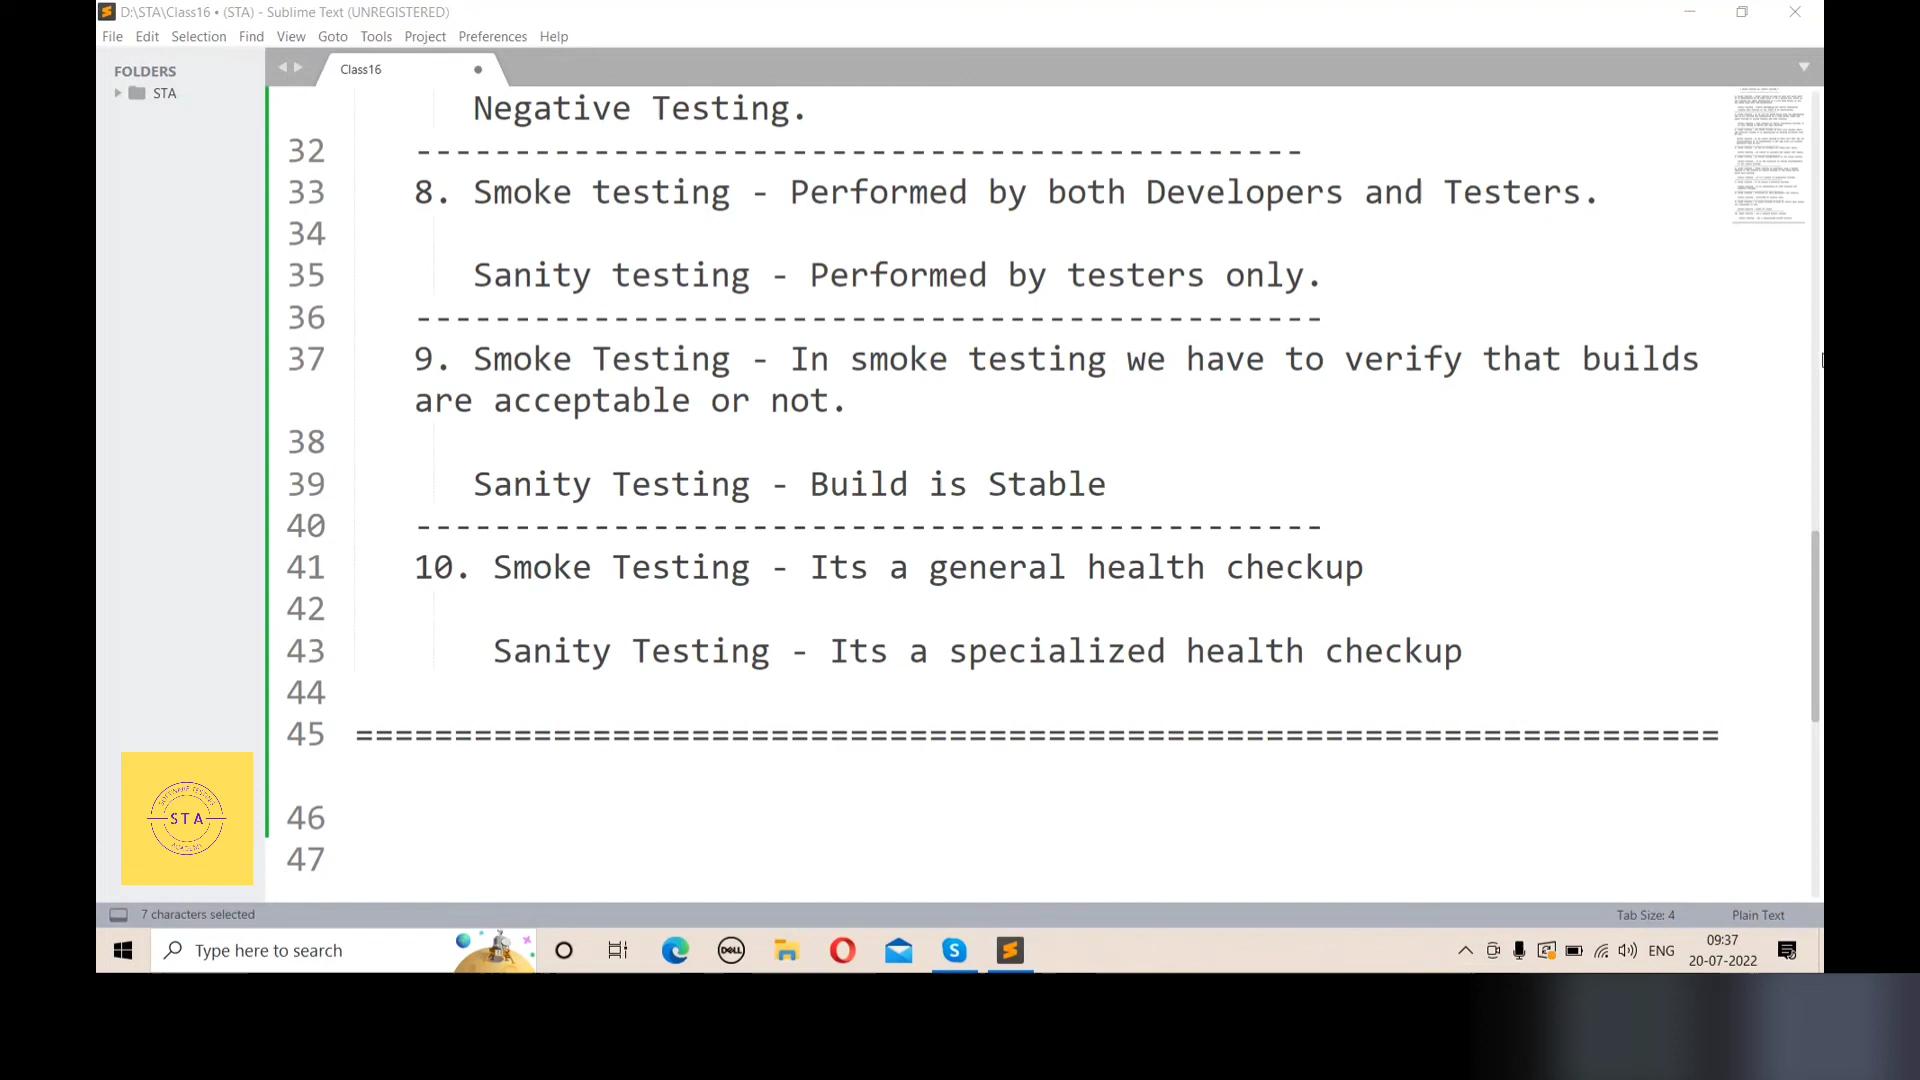 D:\STA\Class16 • (STA) - Sublime Text (UNREGISTERED)
File Edit Selection Find View Goto Tools Project Preferences Help
FOLDERS
STA
Class16
Negative Testing.
32 ---------------------------------------------
33 8. Smoke testing - Performed by both Developers and Testers.
34
35 Sanity testing - Performed by testers only.
36 ----------------------------------------------
37 9. Smoke Testing - In smoke testing we have to verify that builds
are acceptable or not.
38
39 Sanity Testing - Build is Stable
40 ----------------------------------------------
41 10. Smoke Testing - Its a general health checkup
42
43 Sanity Testing - Its a specialized health checkup
44
45 =====================================================================
46
47
SOFTWARE TESTING
STA
ACADEMY
7 characters selected
Tab Size: 4 Plain Text
Type here to search
DELL
ENG
09:37
20-07-2022